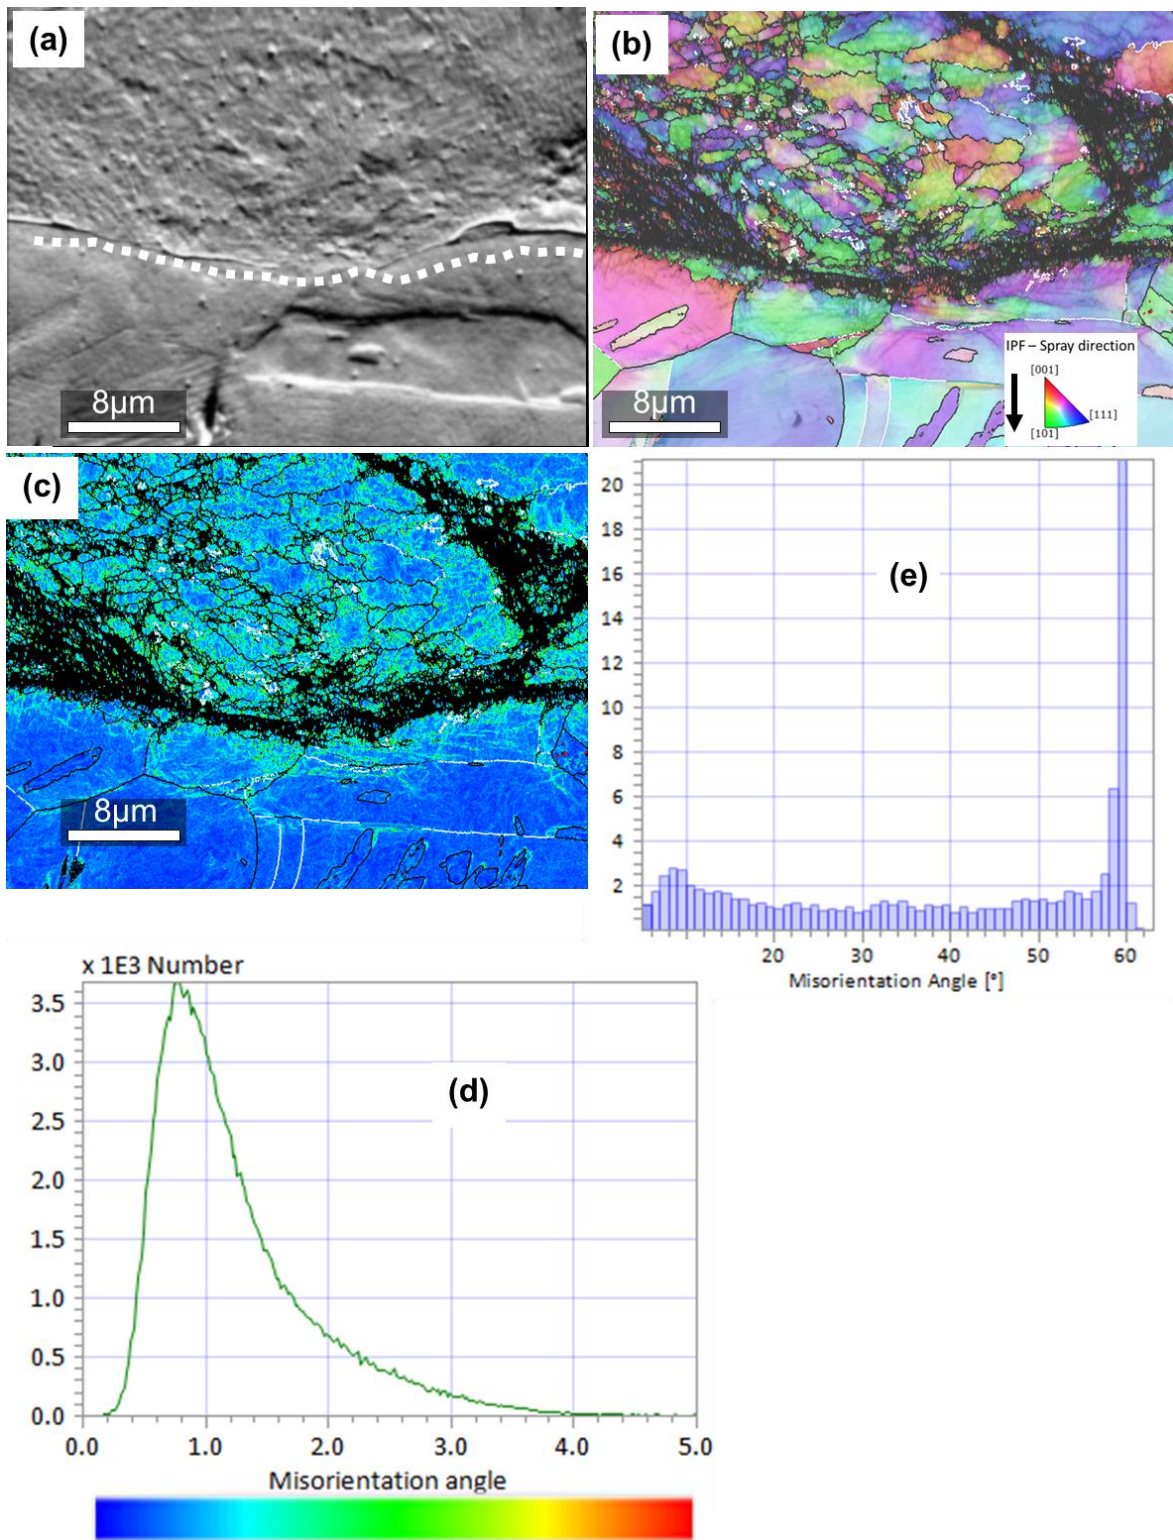 (a)
8μm
(b)
IPF – Spray direction
[001]
[111]
[101]
8μm
(c)
8μm
(e)
20
18
16
14
12
10
8
6
4
2
20 30 40 50 60
Misorientation Angle [°]
x 1E3 Number
(d)
3.5
3.0
2.5
2.0
1.5
1.0
0.5
0.0
0.0 1.0 2.0 3.0 4.0 5.0
Misorientation angle